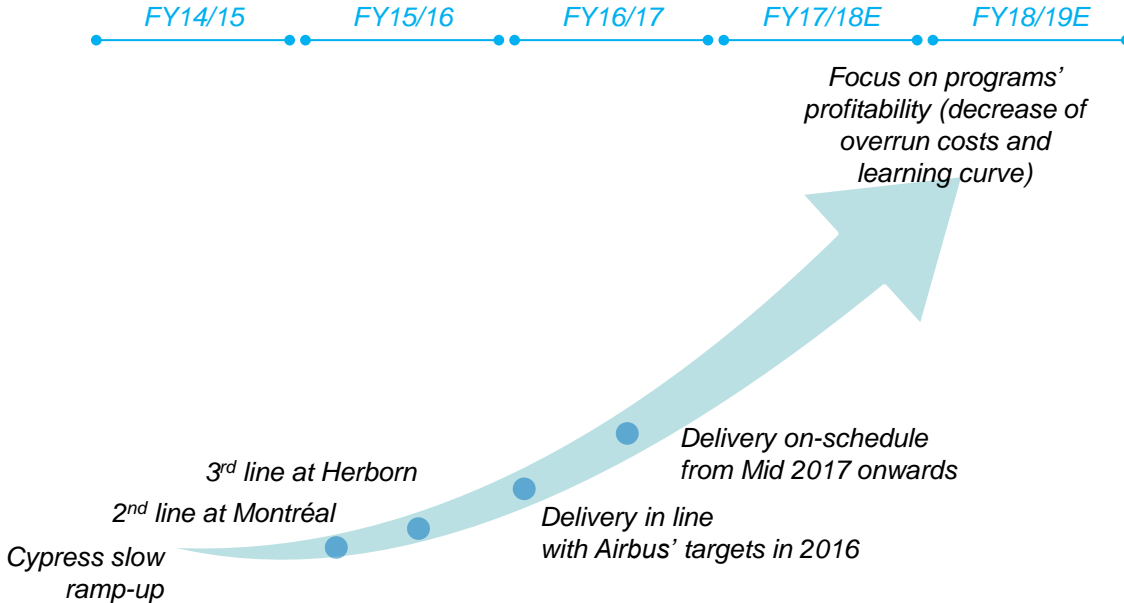 FY14/15 FY15/16 FY16/17 FY17/18E FY18/19E
Focus on programs’
profitability (decrease of
overrun costs and
learning curve)
Delivery on-schedule
from Mid 2017 onwards
3rd line at Herborn
2nd line at Montréal
Delivery in line
with Airbus’ targets in 2016
Cypress slow
ramp-up